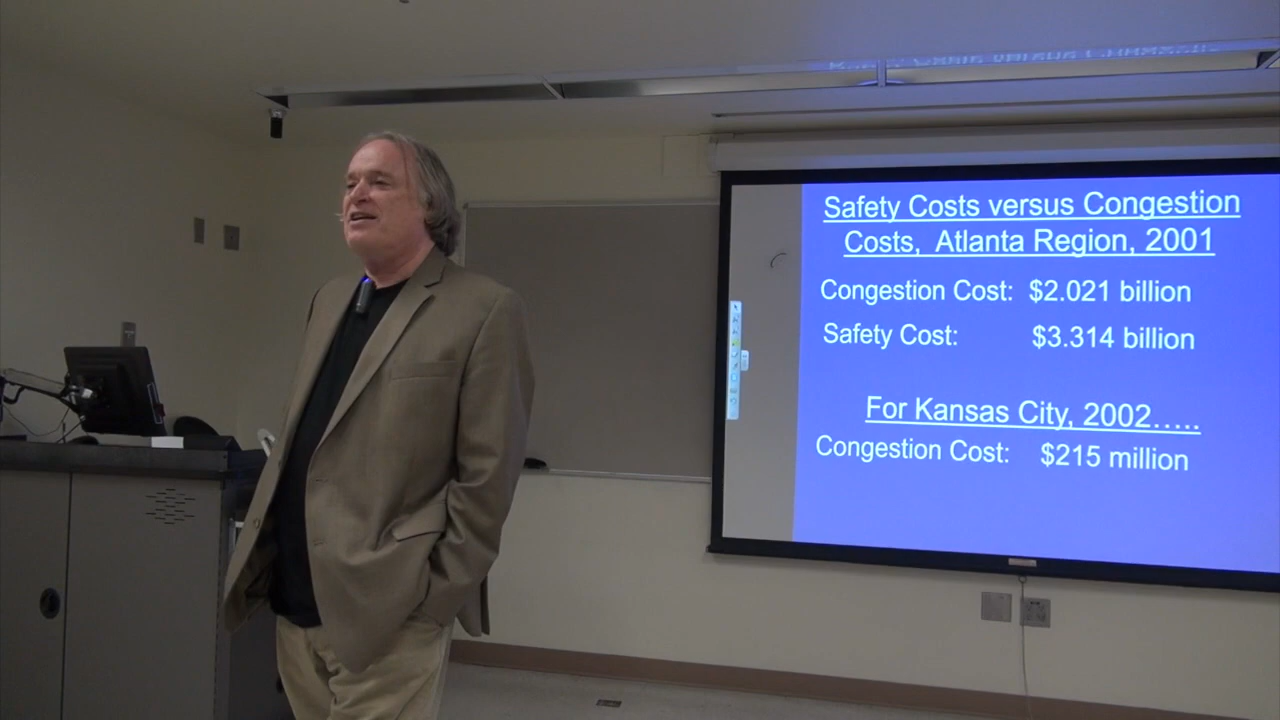 Safety Costs versus Congestion
Costs, Atlanta Region, 2001
Congestion Cost: $2.021 billion
Safety Cost: $3.314 billion
For Kansas City, 2002…..
Congestion Cost: $215 million